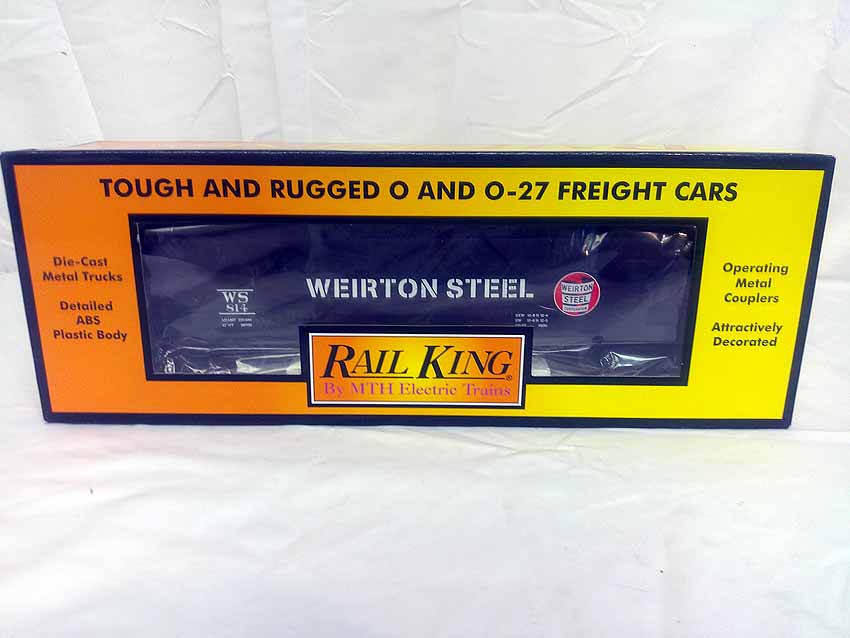 TOUGH AND RUGGED O AND O-27 FREIGHT CARS
Die-Cast
Metal Trucks
Detailed
ABS
Plastic Body
WS
814
WEIRTON STEEL
WEIRTON
STEEL
CORPORATION
Operating
Metal
Couplers
Attractively
Decorated
RAIL KING®
By MTH Electric Trains